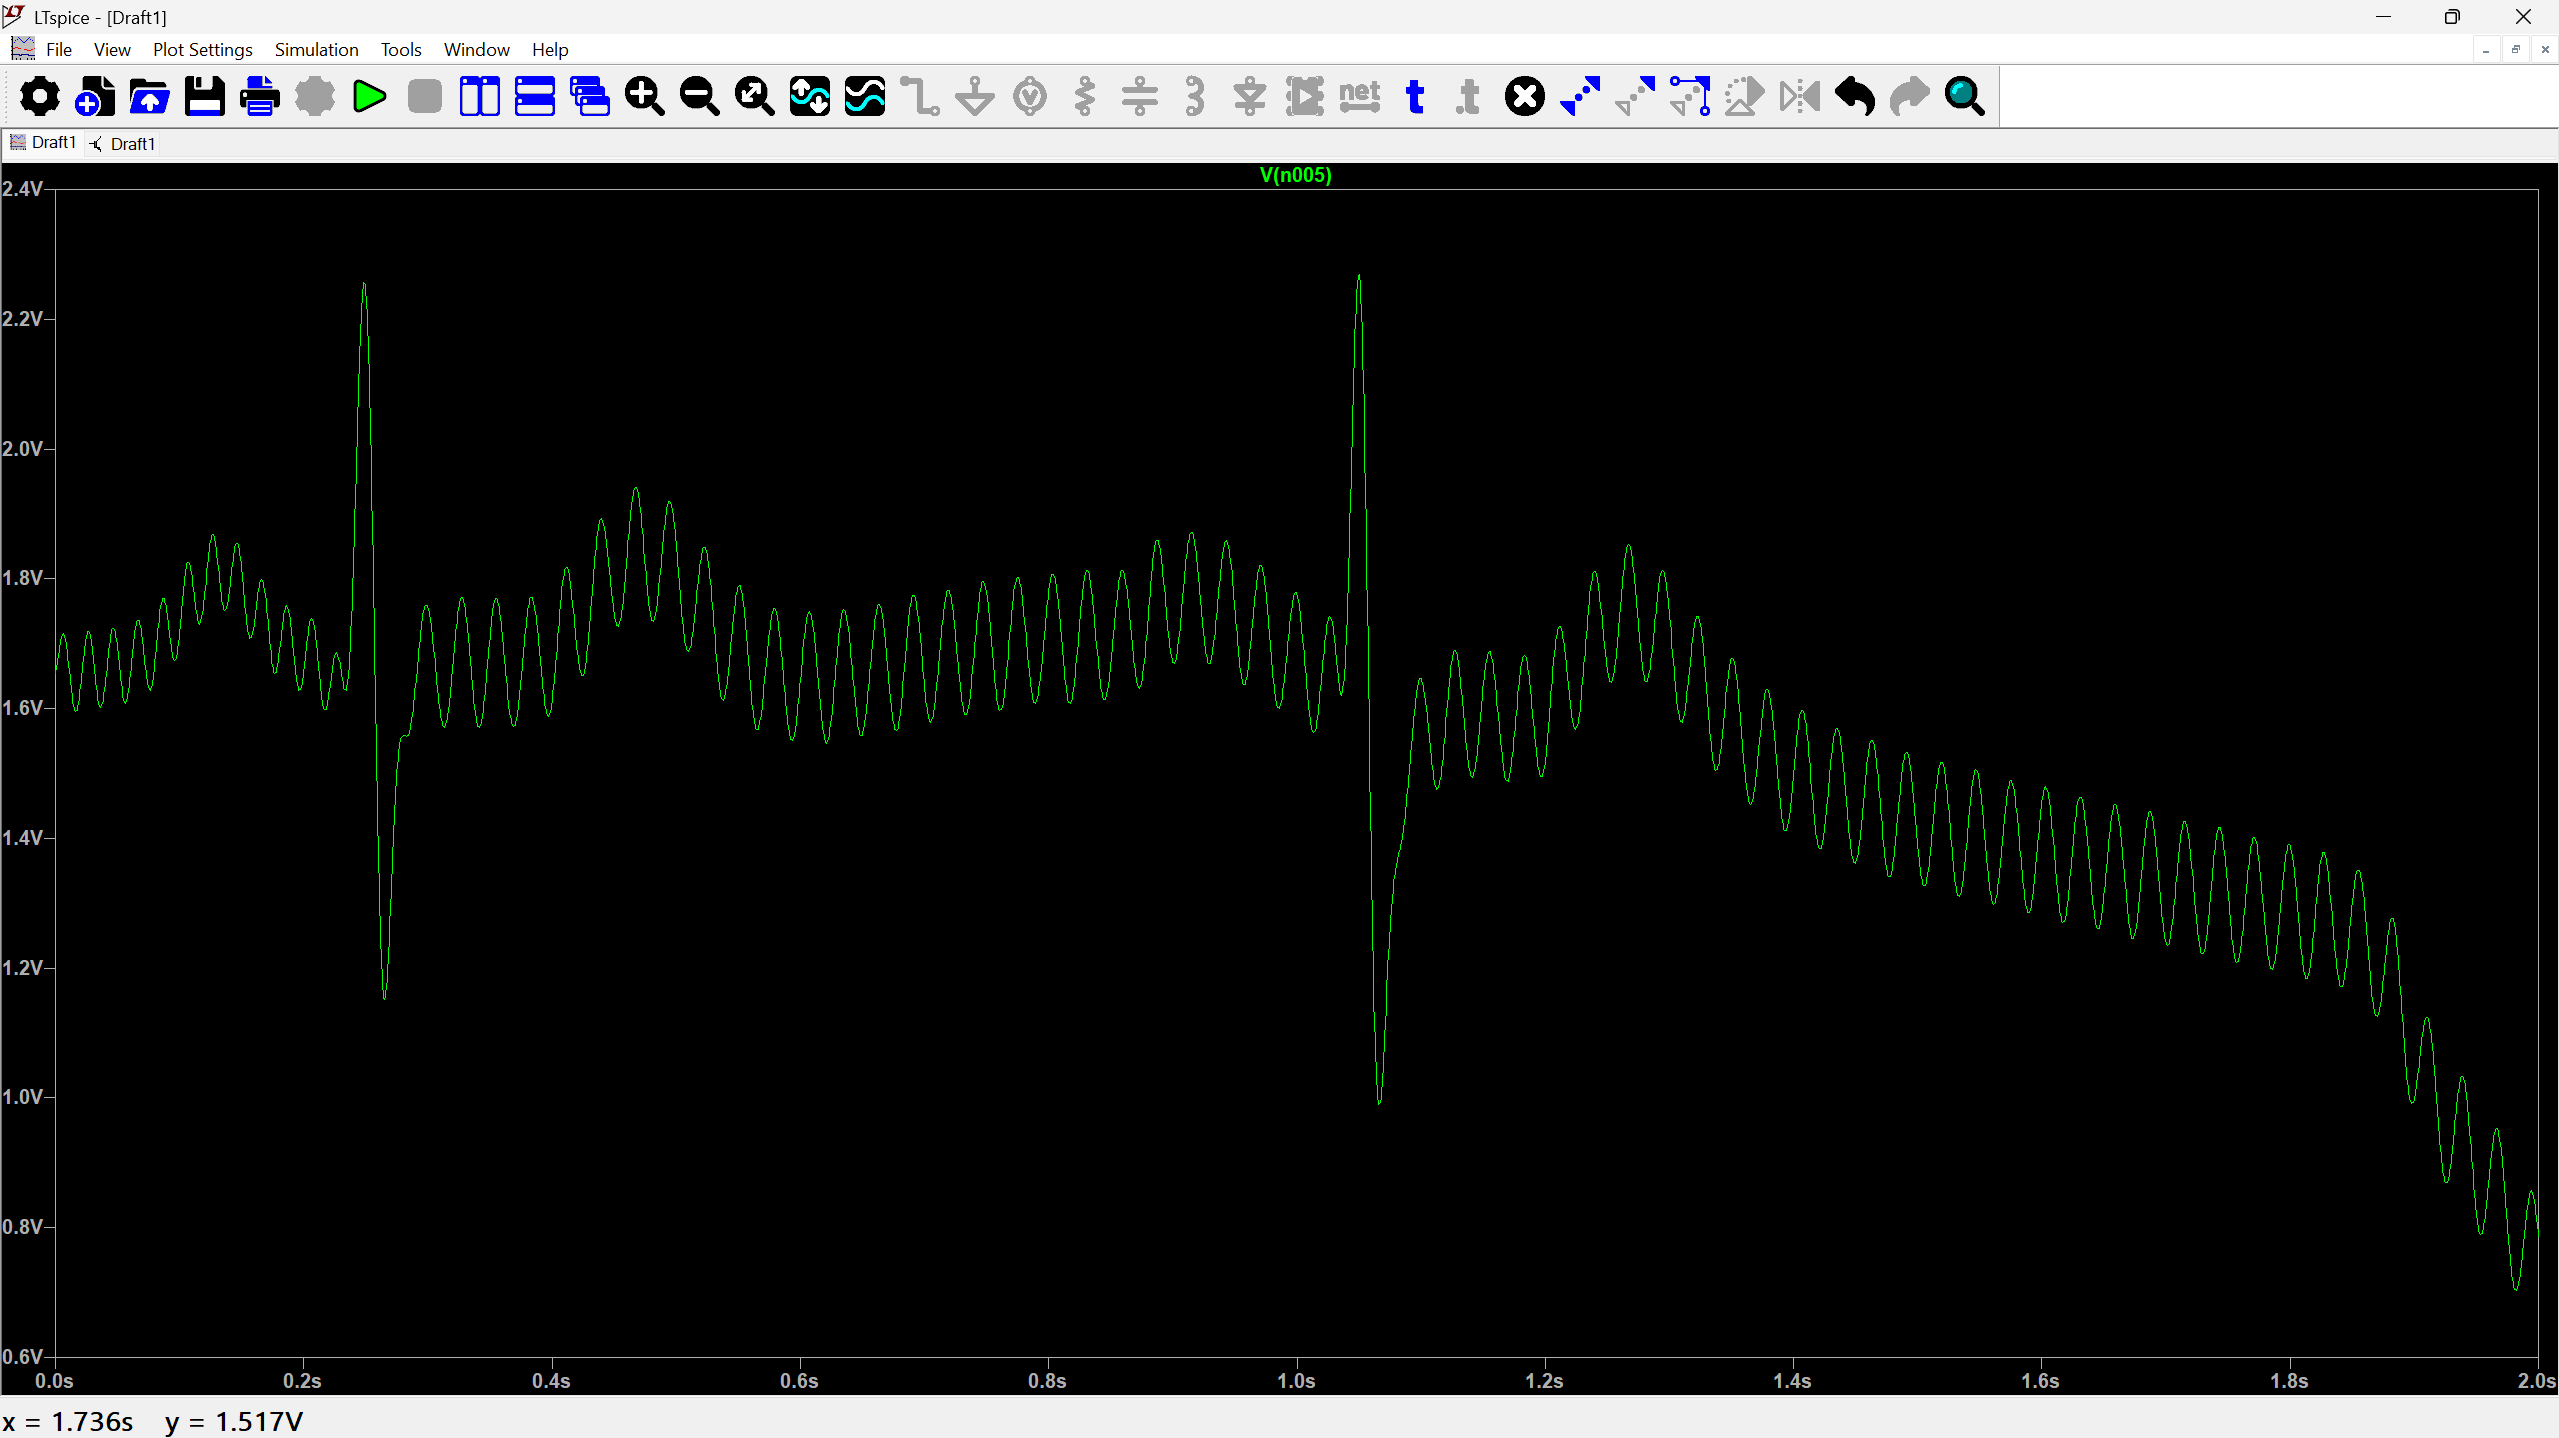 LTspice - [Draft1]
File View Plot Settings Simulation Tools Window Help
net t .t
Draft1 Draft1
V(n005)
2.4V
2.2V
2.0V
1.8V
1.6V
1.4V
1.2V
1.0V
0.8V
0.6V
0.0s 0.2s 0.4s 0.6s 0.8s 1.0s 1.2s 1.4s 1.6s 1.8s 2.0s
x = 1.736s y = 1.517V